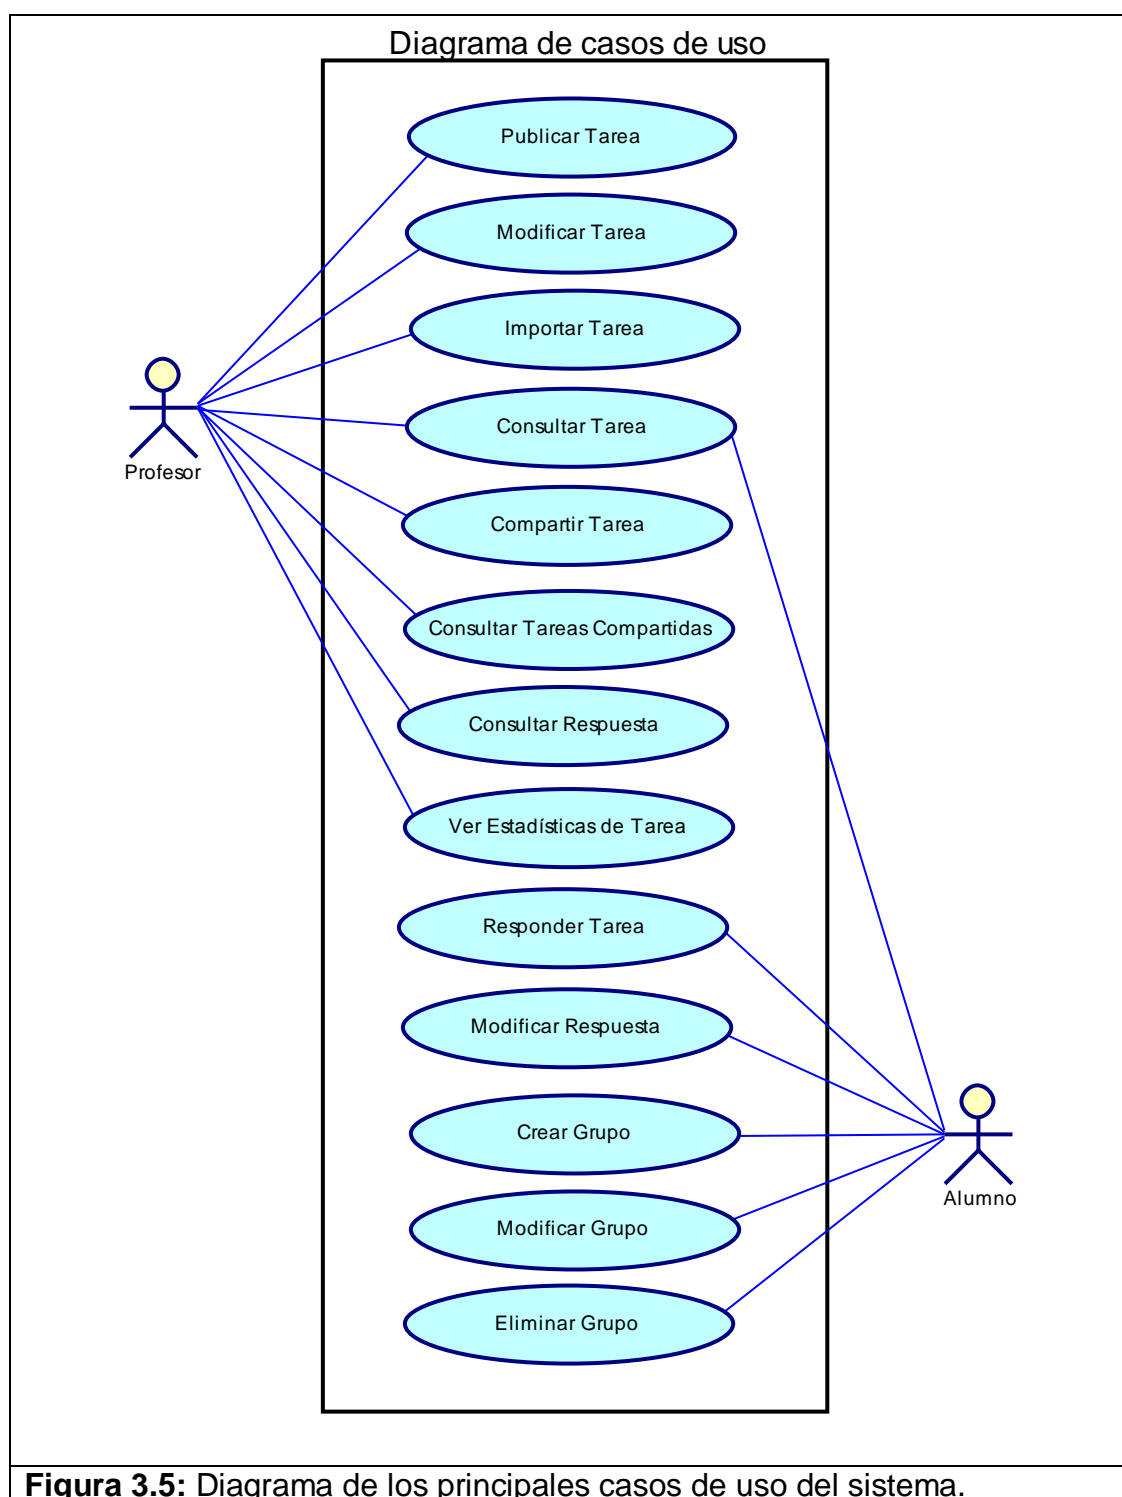 Diagrama de casos de uso
Publicar Tarea
Modificar Tarea
Importar Tarea
Consultar Tarea
Profesor
Compartir Tarea
Consultar Tareas Compartidas
Consultar Respuesta
Ver Estadísticas de Tarea
Responder Tarea
Modificar Respuesta
Crear Grupo
Alumno
Modificar Grupo
Eliminar Grupo
Figura 3.5: Diagrama de los principales casos de uso del sistema.